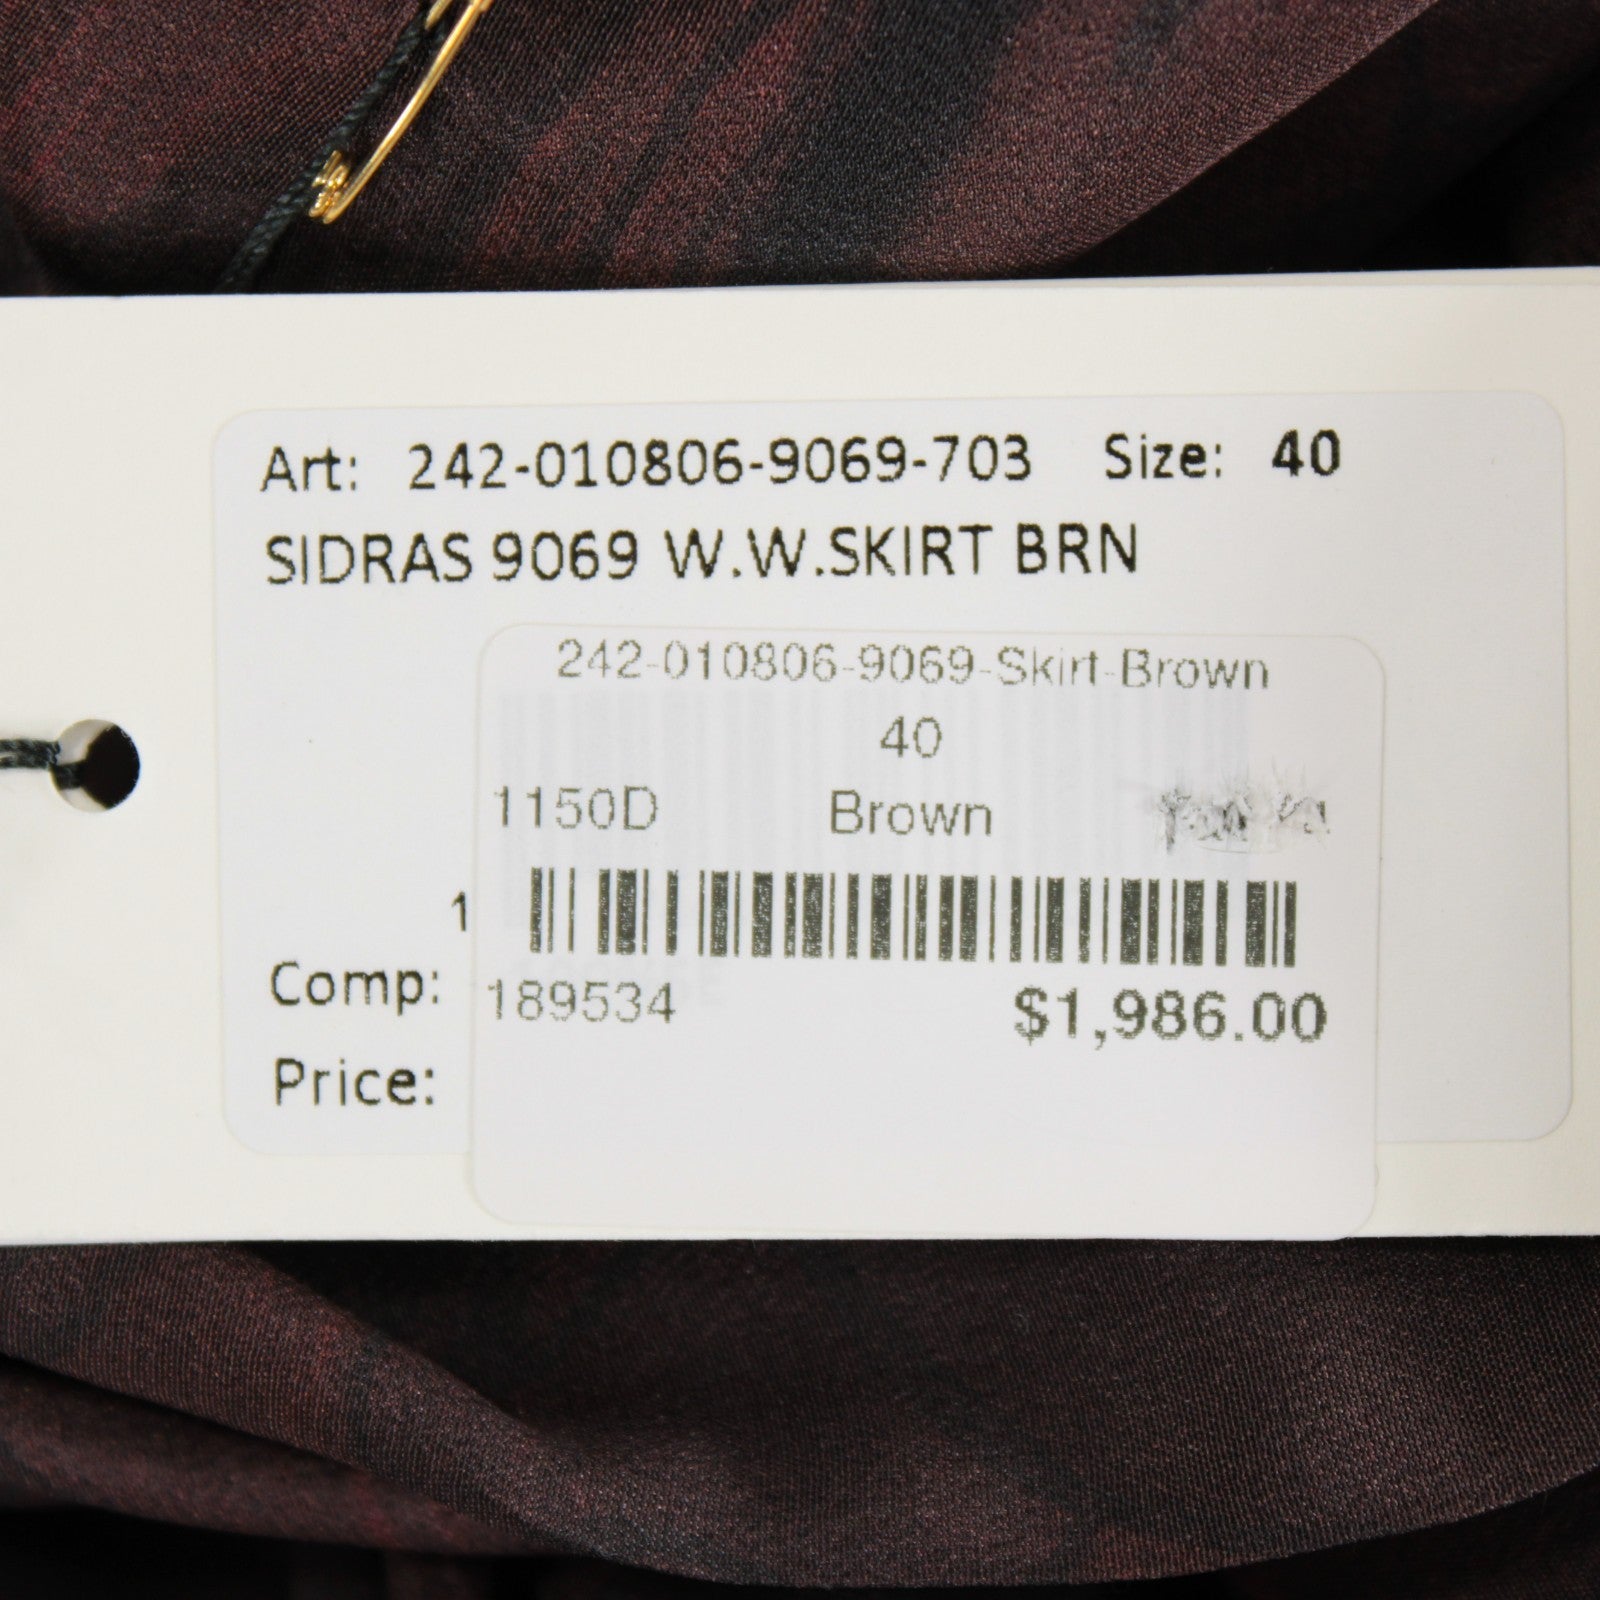 Art: 242-010806-9069-703 Size: 40
SIDRAS 9069 W.W.SKIRT BRN
242-010806-9069-Skirt-Brown
40
1150D Brown
1
Comp: 189534 $1,986.00
Price: